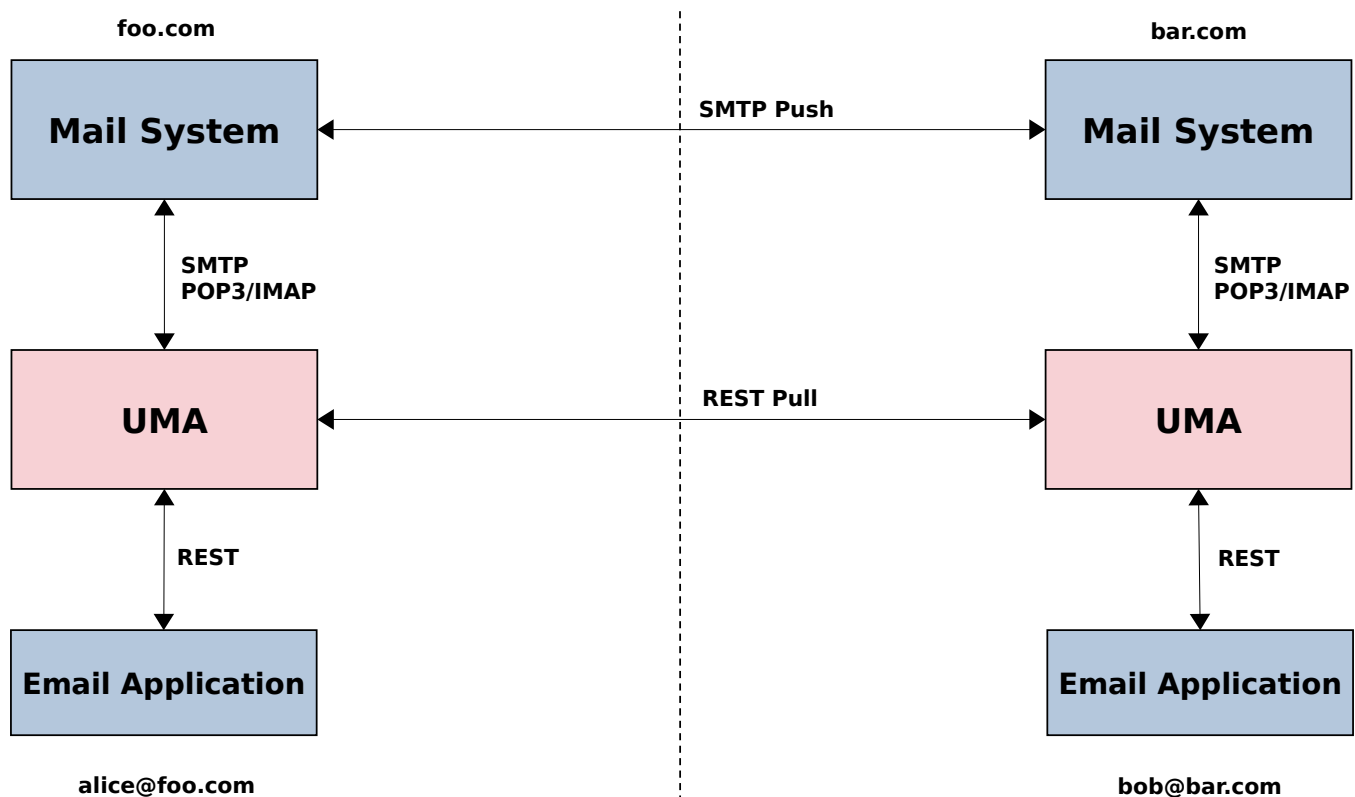 foo.com
bar.com
Mail System
SMTP Push
Mail System
SMTP
POP3/IMAP
SMTP
POP3/IMAP
UMA
REST Pull
UMA
REST
REST
Email Application
Email Application
alice@foo.com
bob@bar.com